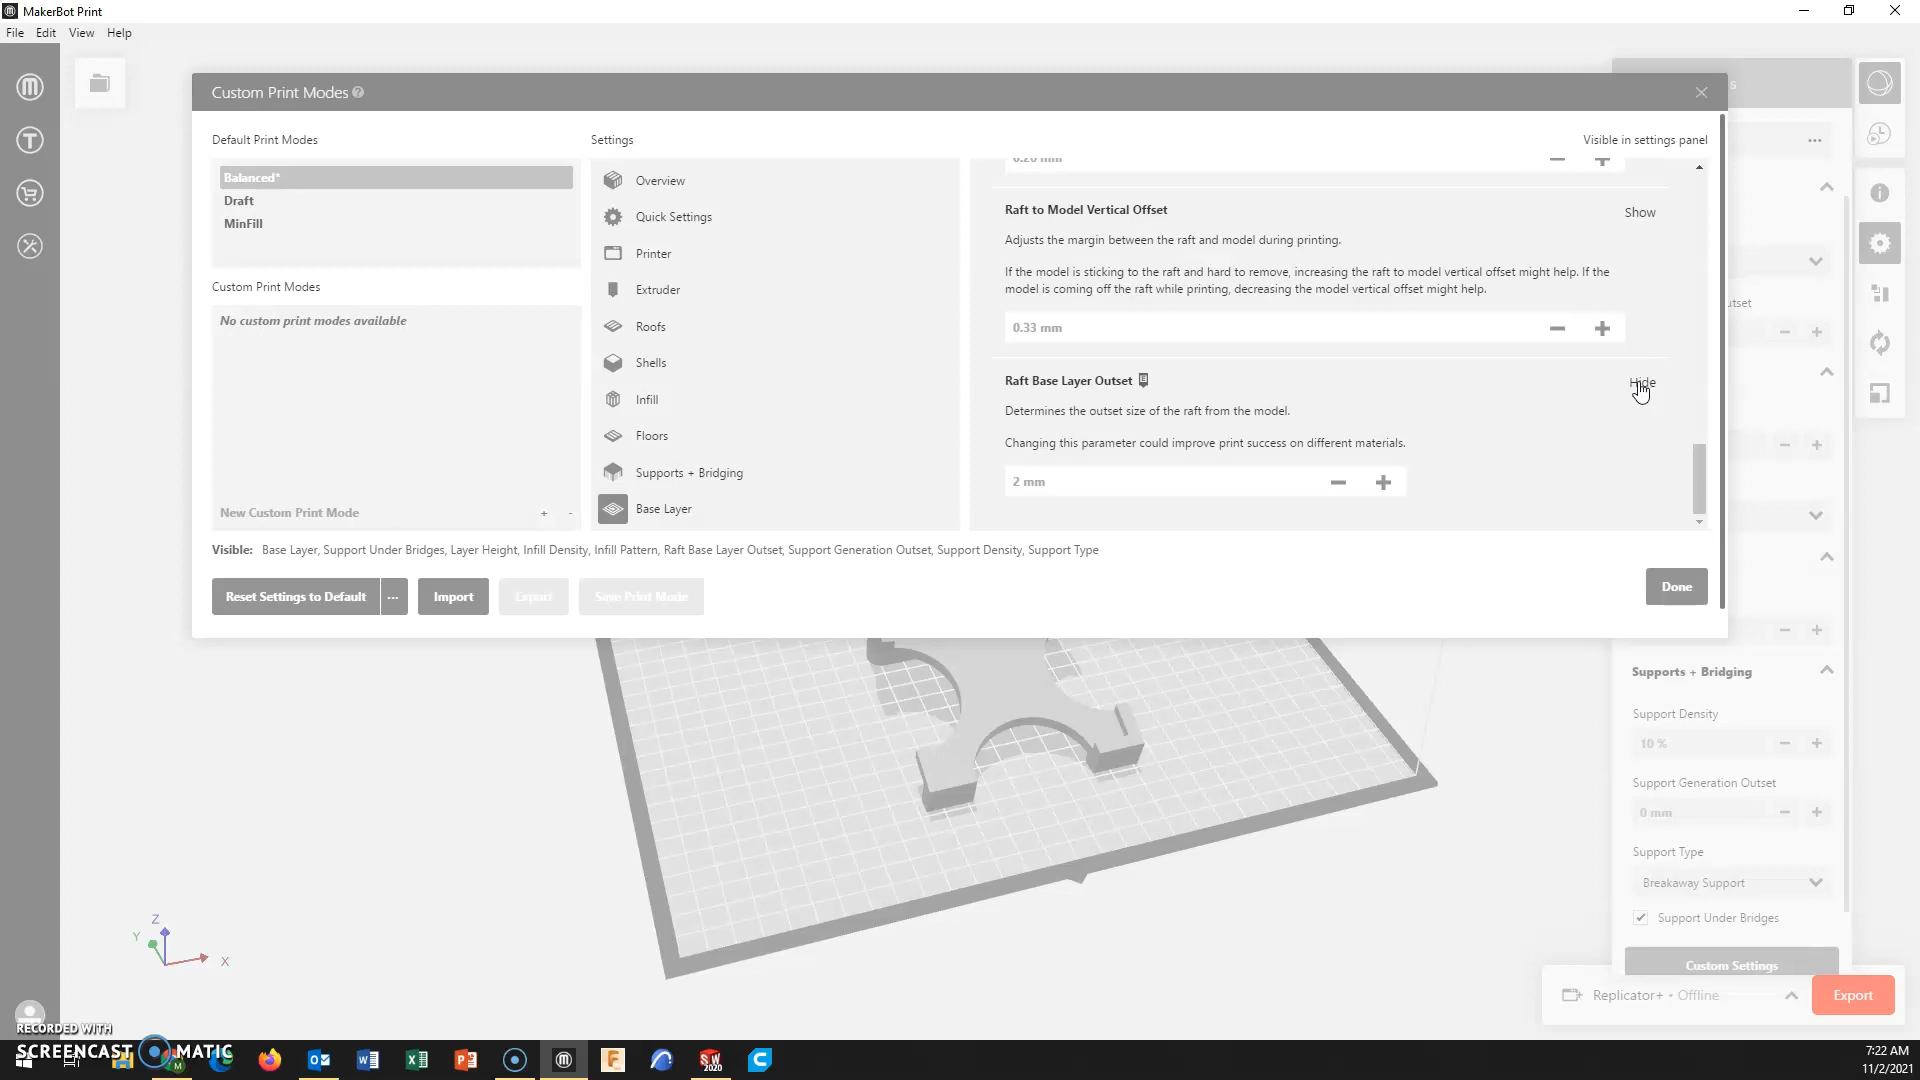 MakerBot Print
File Edit View Help
Custom Print Modes
Default Print Modes
Settings
Visible in settings panel
Balanced*
Draft
MinFill
Custom Print Modes
No custom print modes available
New Custom Print Mode + -
Overview
Quick Settings
Printer
Extruder
Roofs
Shells
Infill
Floors
Supports + Bridging
Base Layer
0.20 mm
Raft to Model Vertical Offset
Show
Adjusts the margin between the raft and model during printing.
If the model is sticking to the raft and hard to remove, increasing the raft to model vertical offset might help. If the
model is coming off the raft while printing, decreasing the model vertical offset might help.
0.33 mm
Raft Base Layer Outset
Hide
Determines the outset size of the raft from the model.
Changing this parameter could improve print success on different materials.
2 mm
Visible: Base Layer, Support Under Bridges, Layer Height, Infill Density, Infill Pattern, Raft Base Layer Outset, Support Generation Outset, Support Density, Support Type
Reset Settings to Default ... Import Export Save Print Mode
Done
Supports + Bridging
Support Density
10 %
Support Generation Outset
0 mm
Support Type
Breakaway Support
Support Under Bridges
Custom Settings
Replicator+ • Offline
Export
Z
Y
X
RECORDED WITH
SCREENCAST MATIC
7:22 AM
11/2/2021